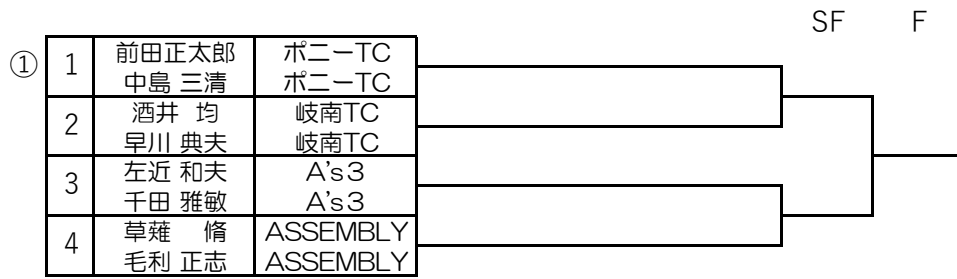 SF F
① 1 前田正太郎 ポニーTC
中島 三清 ポニーTC
2 酒井 均 岐南TC
早川 典夫 岐南TC
3 左近 和夫 A's3
千田 雅敏 A's3
4 草薙 脩 ASSEMBLY
毛利 正志 ASSEMBLY